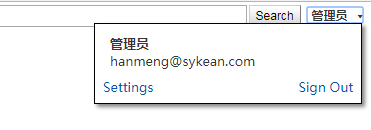 Search 管理员
管理员
hanmeng@sykean.com
Settings Sign Out